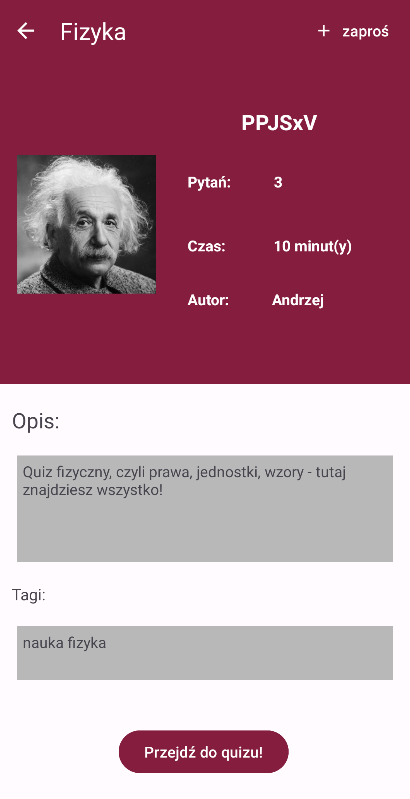 Fizyka
+ zaproś
PPJSxV
Pytań: 3
Czas: 10 minut(y)
Autor: Andrzej
Opis:
Quiz fizyczny, czyli prawa, jednostki, wzory - tutaj
znajdziesz wszystko!
Tagi:
nauka fizyka
Przejdź do quizu!